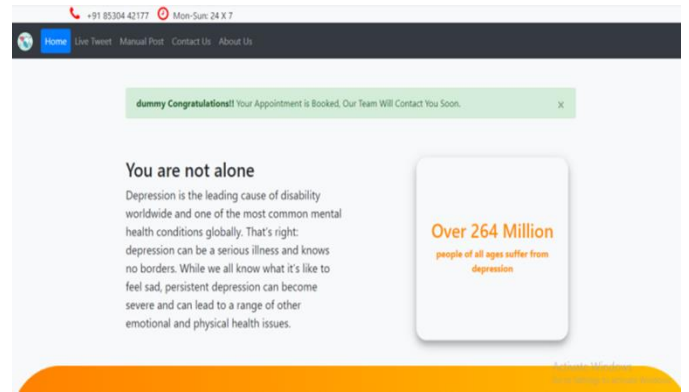 +91 85304 42177 Mon-Sun: 24 X 7
Home Live Tweet Manual Post Contact Us About Us
dummy Congratulations!! Your Appointment is Booked, Our Team Will Contact You Soon. x
You are not alone
Depression is the leading cause of disability
worldwide and one of the most common mental
health conditions globally. That's right:
depression can be a serious illness and knows
no borders. While we all know what it's like to
feel sad, persistent depression can become
severe and can lead to a range of other
emotional and physical health issues.
Over 264 Million
people of all ages suffer from
depression
Activate Windows